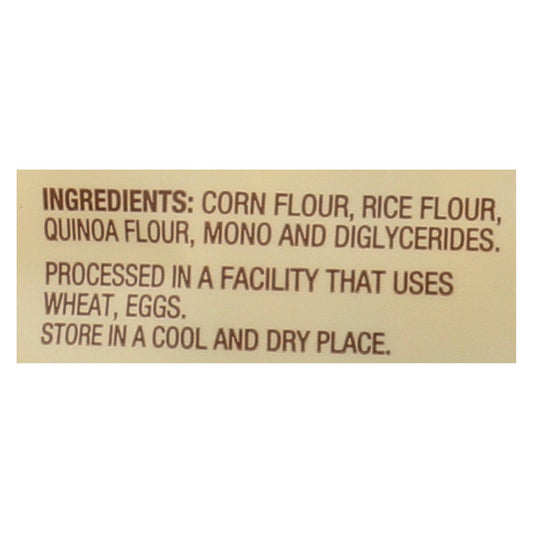 INGREDIENTS: CORN FLOUR, RICE FLOUR,
QUINOA FLOUR, MONO AND DIGLYCERIDES.
PROCESSED IN A FACILITY THAT USES
WHEAT, EGGS.
STORE IN A COOL AND DRY PLACE.